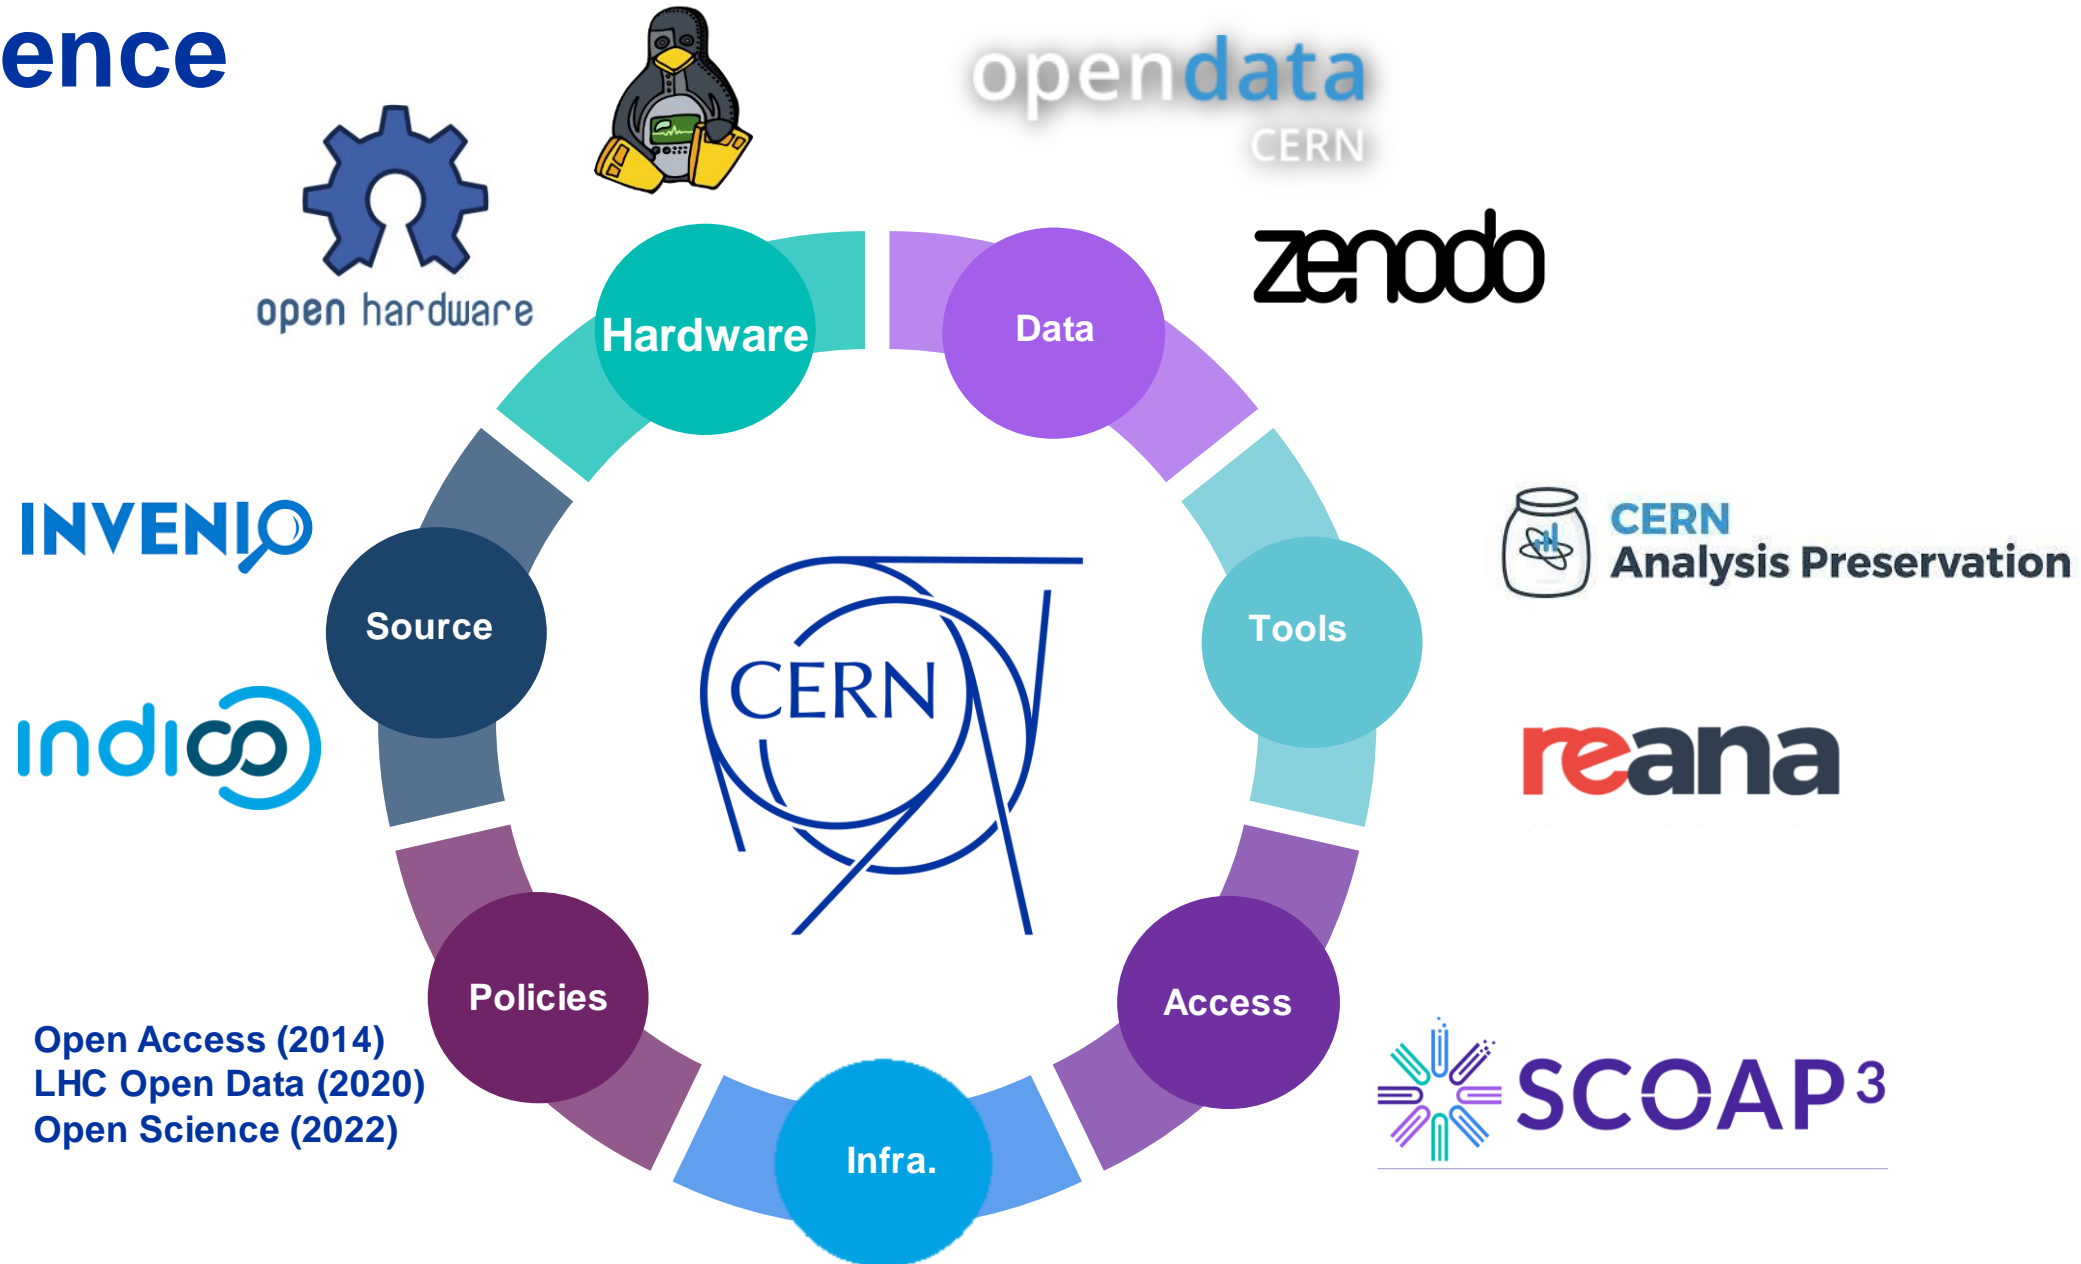 ence
opendata
CERN
open hardware
zenodo
Hardware
Data
INVENIO
CERN
Analysis Preservation
Source
Tools
CERN
indico
reana
Policies
Access
Open Access (2014)
LHC Open Data (2020)
Open Science (2022)
SCOAP3
Infra.